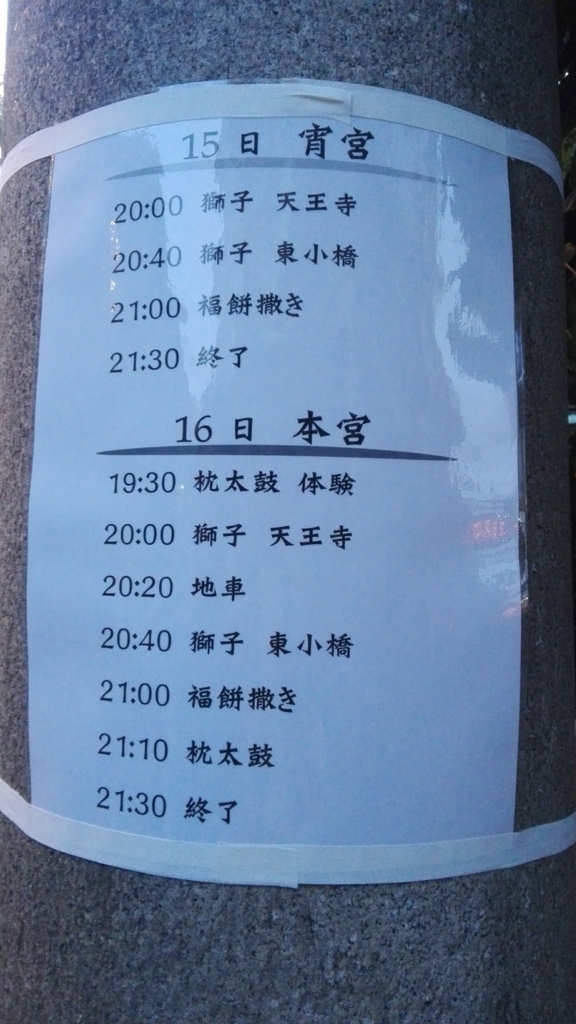 15日 宵宮
20:00 獅子 天王寺
20:40 獅子 東小橋
21:00 福餅撒き
21:30 終了
16日 本宮
19:30 枕太鼓 体験
20:00 獅子 天王寺
20:20 地車
20:40 獅子 東小橋
21:00 福餅撒き
21:10 枕太鼓
21:30 終了